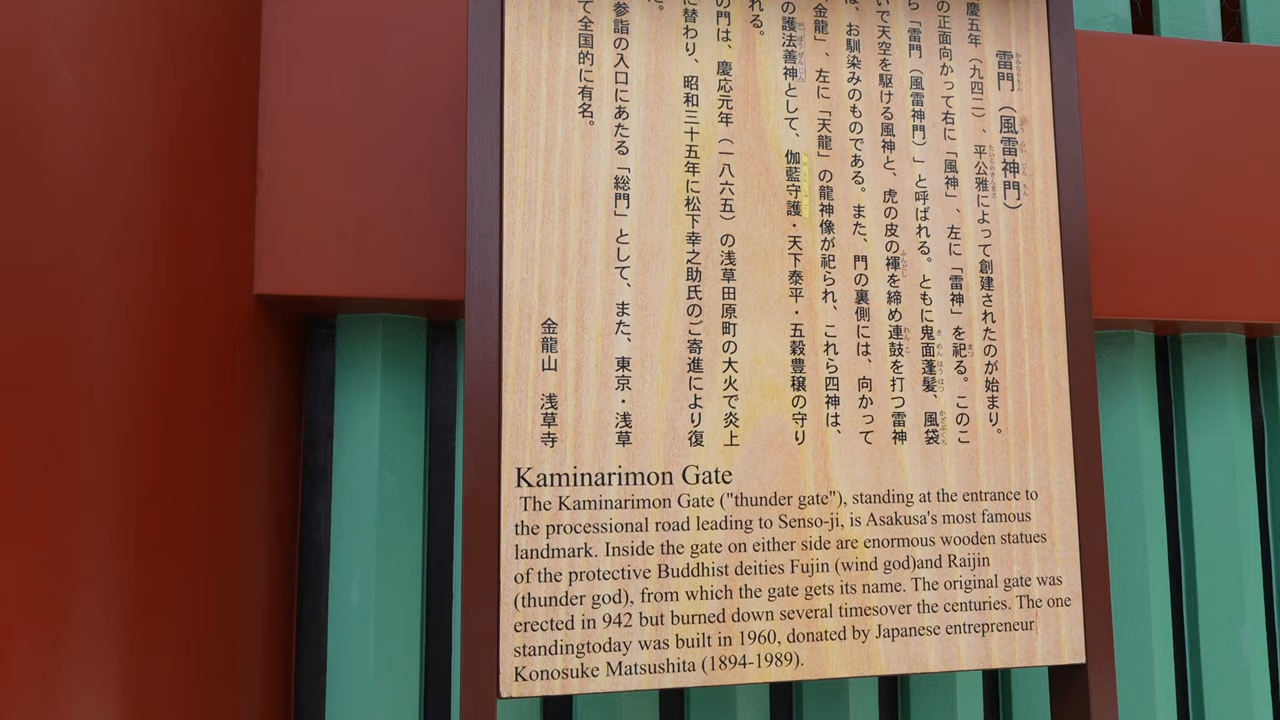 雷門（風雷神門）
慶五年（九四二）、平公雅によって創建されたのが始まり。
の正面向かって右に「風神」、左に「雷神」を祀る。このこ
ら「雷門（風雷神門）」と呼ばれる。ともに鬼面蓬髪、風袋
いで天空を駆ける風神と、虎の皮の褌を締め連鼓を打つ雷神
は、お馴染みのものである。また、門の裏側には、向かって
「金龍」、左に「天龍」の龍神像が祀られ、これら四神は、
の護法善神として、伽藍守護・天下泰平・五穀豊穣の守り
れる。
の門は、慶応元年（一八六五）の浅草田原町の大火で炎上
に替わり、昭和三十五年に松下幸之助氏のご寄進により復
た。
参詣の入口にあたる「総門」として、また、東京・浅草
て全国的に有名。
金龍山　浅草寺
Kaminarimon Gate
The Kaminarimon Gate ("thunder gate"), standing at the entrance to
the processional road leading to Senso-ji, is Asakusa's most famous
landmark. Inside the gate on either side are enormous wooden statues
of the protective Buddhist deities Fujin (wind god)and Raijin
(thunder god), from which the gate gets its name. The original gate was
erected in 942 but burned down several timesover the centuries. The one
standingtoday was built in 1960, donated by Japanese entrepreneur
Konosuke Matsushita (1894-1989).